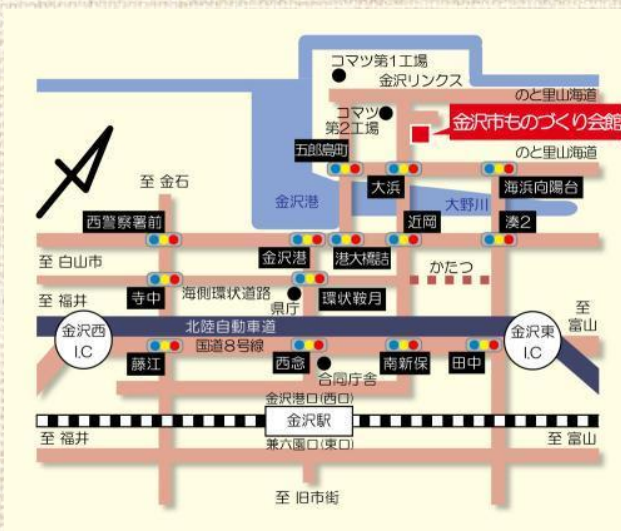 コマツ第1工場
金沢リンクス
のと里山海道
コマツ
第2工場
金沢市ものづくり会館
五郎島町
のと里山海道
至 金石
大浜
海浜向陽台
金沢港
大野川
西警察署前
近岡
湊2
金沢港
港大橋詰
至 白山市
かたつ
寺中
海側環状道路
環状鞍月
至 福井
県庁
至
富山
金沢西
I.C
北陸自動車道
金沢東
I.C
国道8号線
藤江
西念
南新保
田中
合同庁舎
金沢港口(西口)
金沢駅
至 福井
兼六園口(東口)
至 富山
至 旧市街